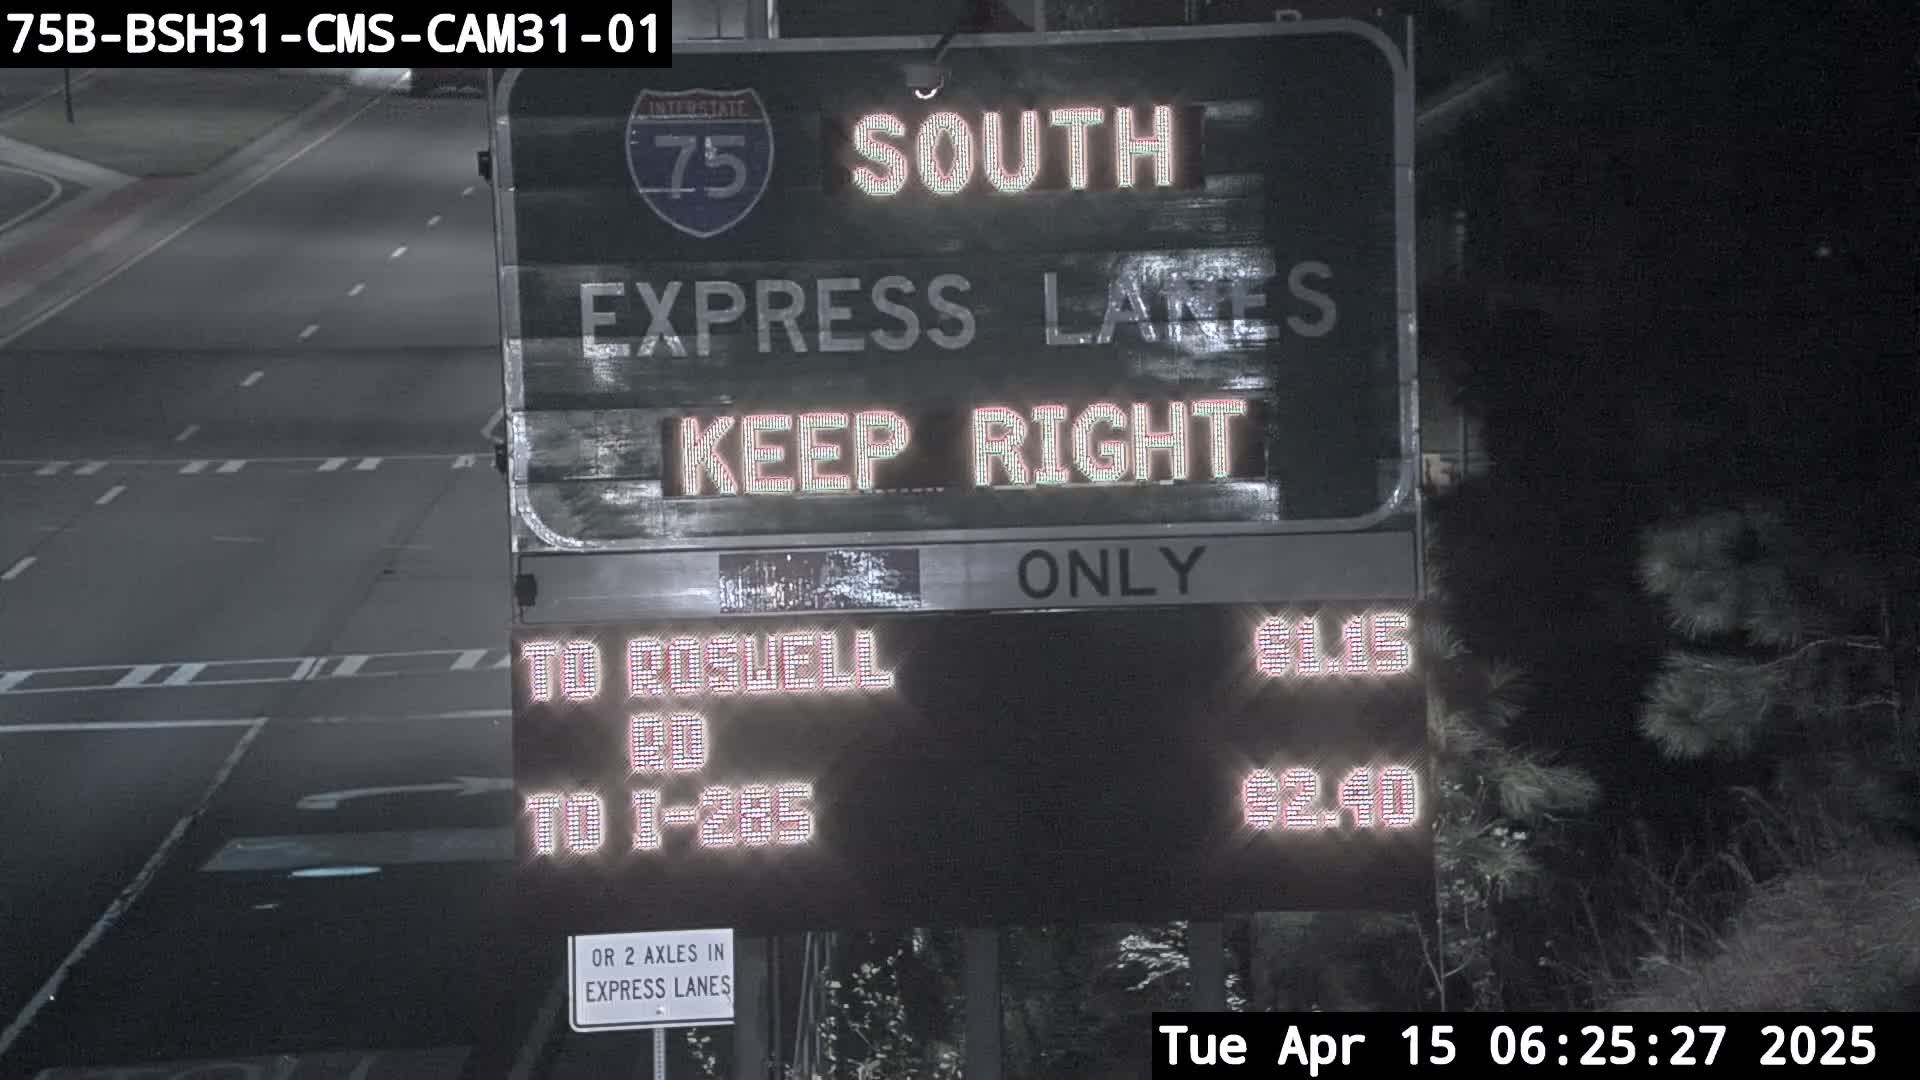 75B-BSH31-CMS-CAM31-01
INTERSTATE
75
SOUTH
EXPRESS LANES
KEEP RIGHT
ONLY
TO ROSWELL $1.15
RD
TO I-285 $2.40
OR 2 AXLES IN
EXPRESS LANES
Tue Apr 15 06:25:27 2025